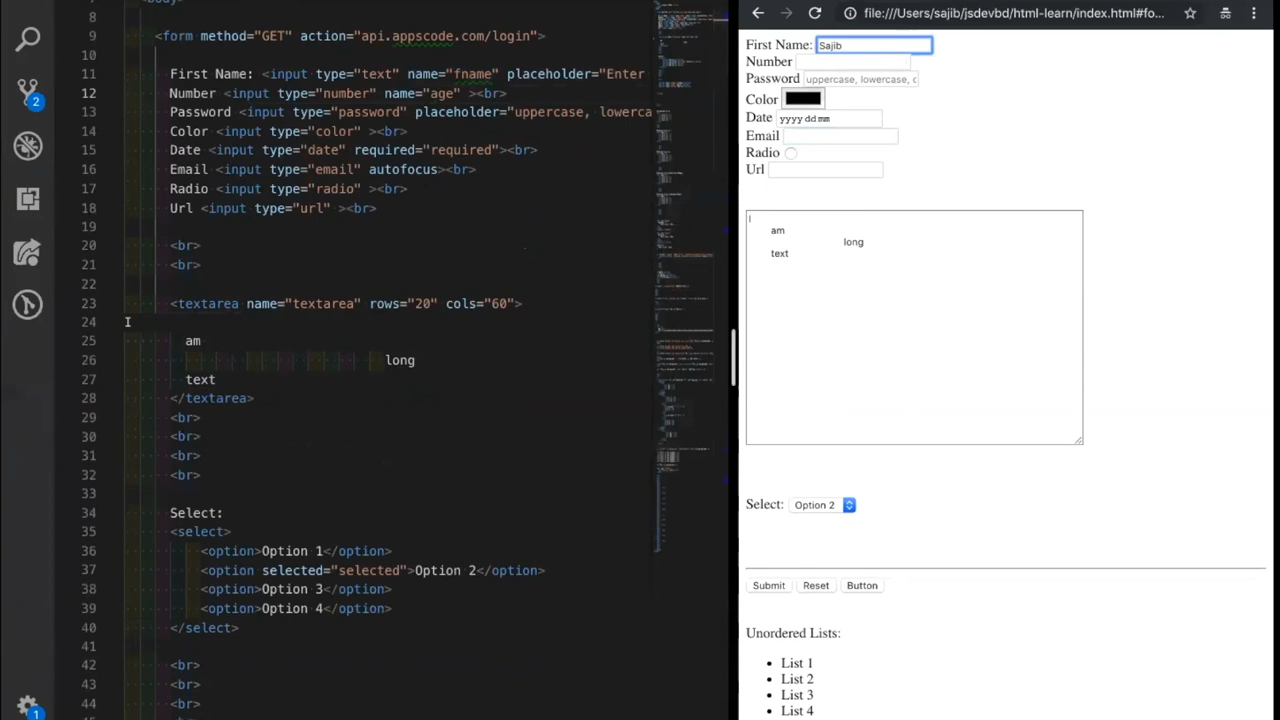 7
<body>
8
9 <form method="GET" action="api.sajscode.com/login">
10
11 First name: <input type="text" name="fname" placeholder="Enter
12 Number <input type="number" name="age" ><br>
13 Password <input type="password" placeholder="uppercase, lowerca
14 Color <input type="color" ><br>
15 Date <input type="date" required="required"><br>
16 Email <input type="email" autofocus><br>
17 Radio <input type="radio" ><br>
18 Url <input type="url" ><br>
19
20 <br>
21 <br>
22
23 <textarea name="textarea" rows="20" cols="60">
24 I
25 am
26 long
27 text
28 </textarea>
29 <br>
30 <br>
31 <br>
32 <br>
33
34 Select:
35 <select>
36 <option>Option 1</option>
37 <option selected="selected">Option 2</option>
38 <option>Option 3</option>
39 <option>Option 4</option>
40 </select>
41
42 <br>
43 <br>
44 <br>
2
1
file:///Users/sajib/jsdevbd/html-learn/index.html#fo...
First Name: Sajib
Number
Password uppercase, lowercase, c
Color
Date yyyy dd mm
Email
Radio
Url
I
am
long
text
Select: Option 2
Submit Reset Button
Unordered Lists:
• List 1
• List 2
• List 3
• List 4